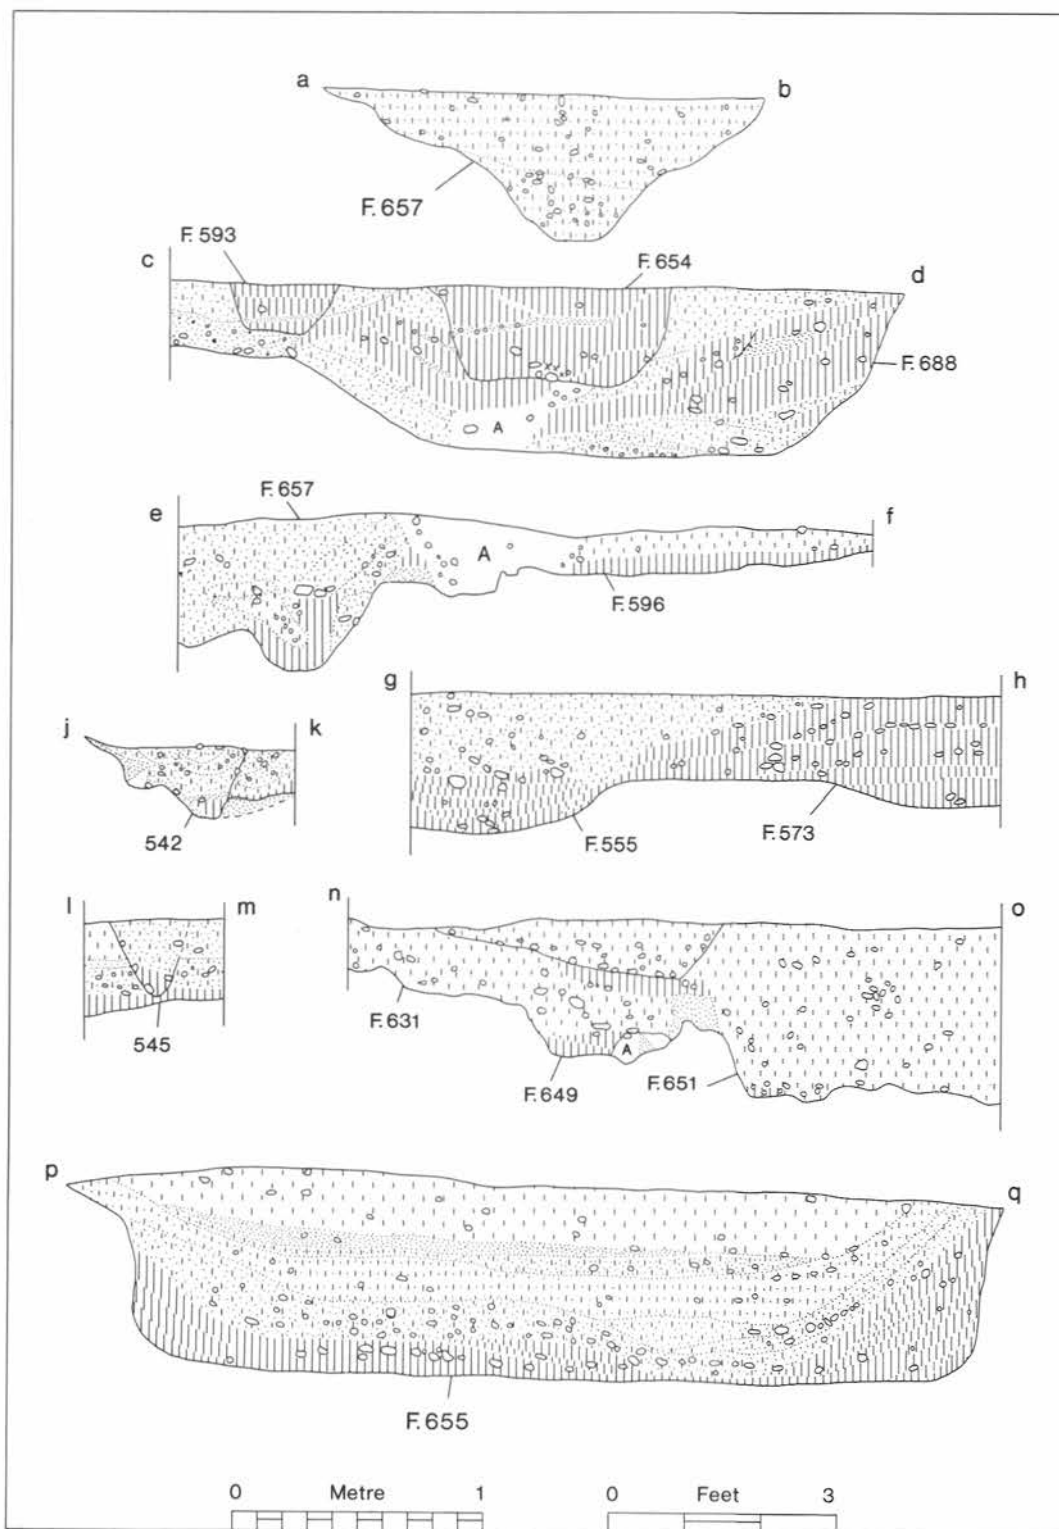 a b
F. 657
F. 593
c F. 654 d
F. 688
A
F. 657
e f
A
F. 596
g h
j k
542 F. 555 F. 573
l m n o
F. 631
545 A
F. 649 F. 651
p q
F. 655
0 Metre 1 0 Feet 3